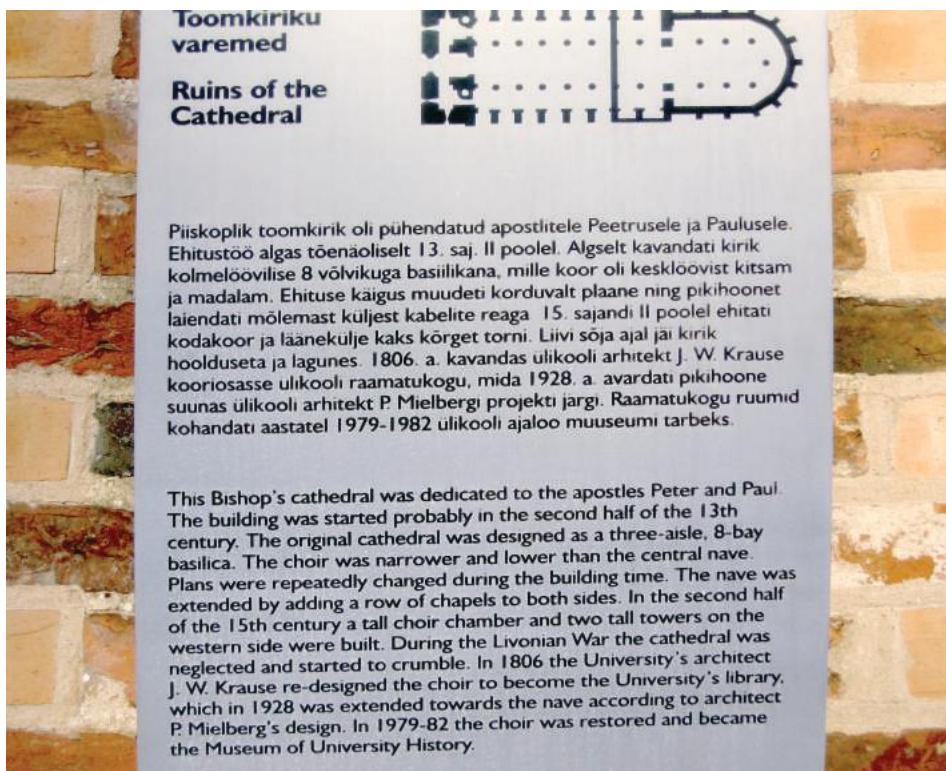 Toomkiriku
varemed
Ruins of the
Cathedral
Piiskoplik toomkirik oli pühendatud apostlitele Peetrusele ja Paulusele.
Ehitustöö algas tõenäoliselt 13. saj. II poolel. Algselt kavandati kirik
kolmelöövilise 8 võlvikuga basiilikana, mille koor oli kesklöövist kitsam
ja madalam. Ehituse käigus muudeti korduvalt plaane ning pikihoonet
laiendati mõlemast küljest kabelite reaga 15. sajandi II poolel ehitati
kodakoor ja läänekülje kaks kõrget torni. Liivi sõja ajal jäi kirik
hoolduseta ja lagunes. 1806. a. kavandas ülikooli arhitekt J. W. Krause
kooriosasse ülikooli raamatukogu, mida 1928. a. avardati pikihoone
suunas ülikooli arhitekt P. Mielbergi projekti järgi. Raamatukogu ruumid
kohandati aastatel 1979-1982 ülikooli ajaloo muuseumi tarbeks.
This Bishop's cathedral was dedicated to the apostles Peter and Paul.
The building was started probably in the second half of the 13th
century. The original cathedral was designed as a three-aisle, 8-bay
basilica. The choir was narrower and lower than the central nave.
Plans were repeatedly changed during the building time. The nave was
extended by adding a row of chapels to both sides. In the second half
of the 15th century a tall choir chamber and two tall towers on the
western side were built. During the Livonian War the cathedral was
neglected and started to crumble. In 1806 the University's architect
J. W. Krause re-designed the choir to become the University's library,
which in 1928 was extended towards the nave according to architect
P. Mielberg's design. In 1979-82 the choir was restored and became
the Museum of University History.